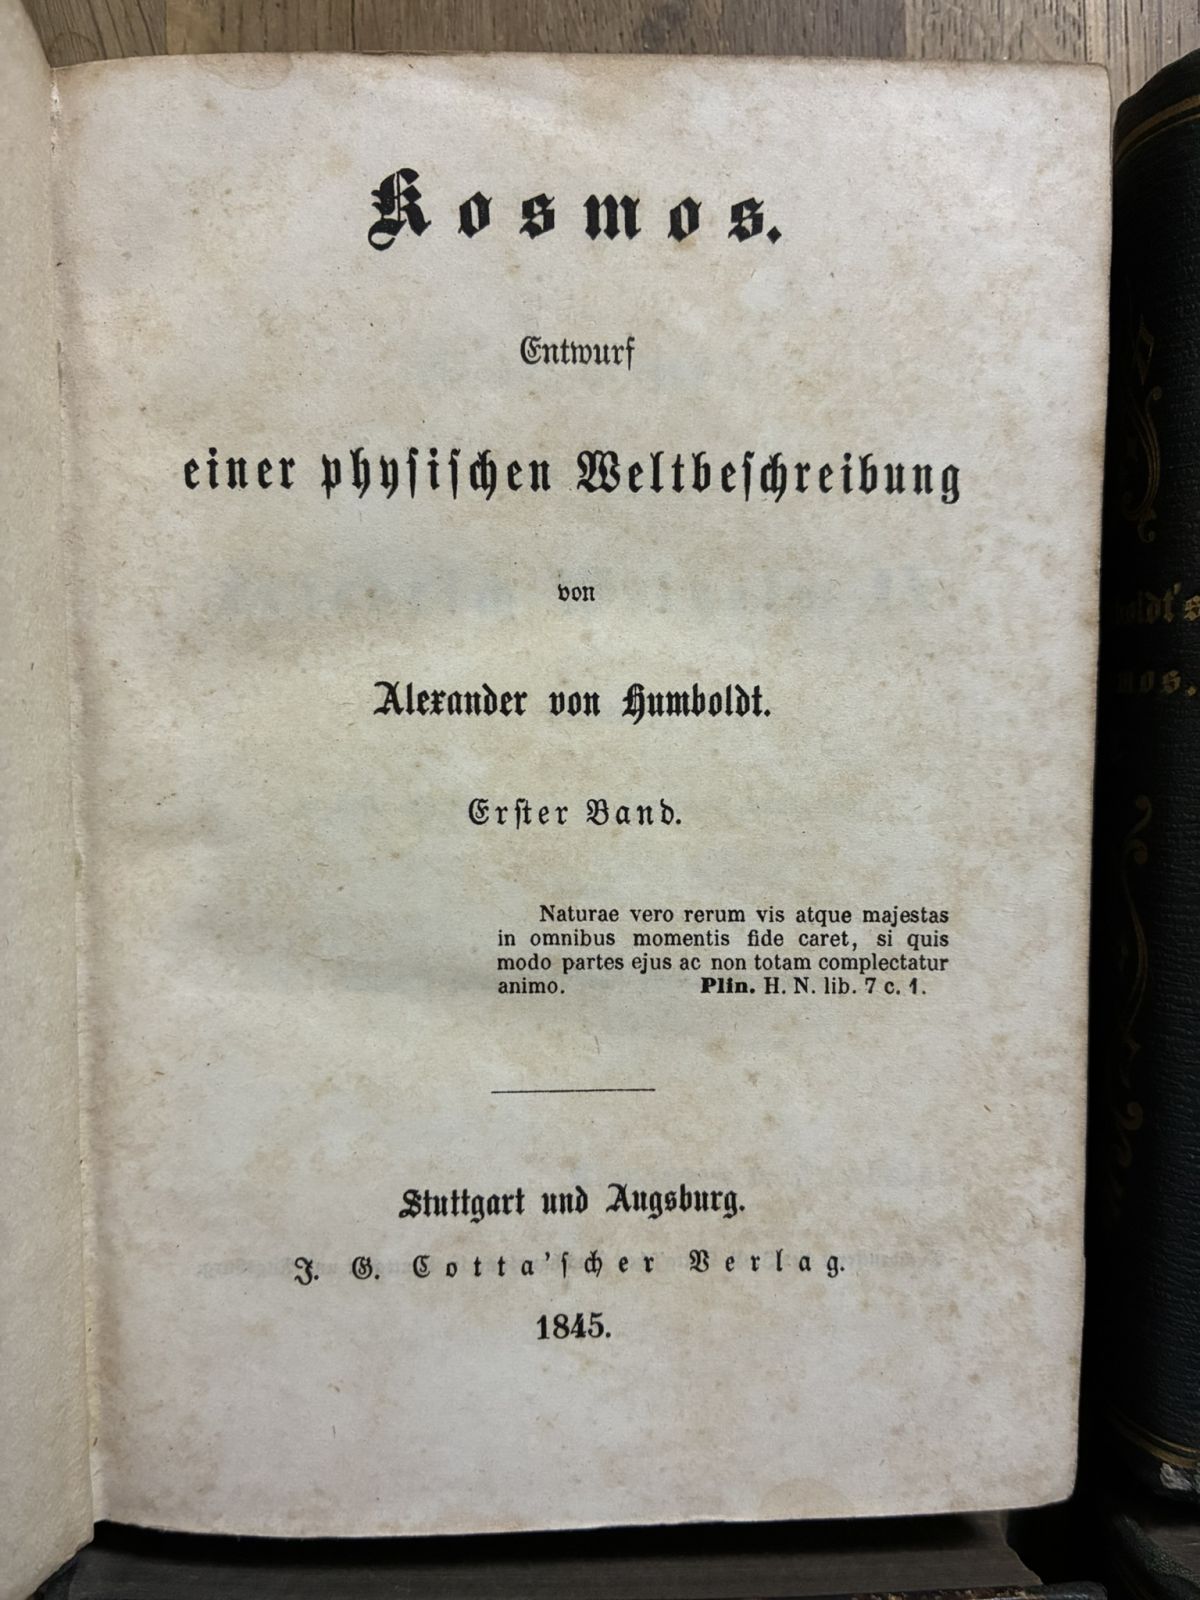 Kosmos.
Entwurf
einer physischen Weltbeschreibung
von
Alexander von Humboldt.
Erster Band.
Naturae vero rerum vis atque majestas
in omnibus momentis fide caret, si quis
modo partes ejus ac non totam complectatur
animo. Plin. H. N. lib. 7 c. 1.
Stuttgart und Augsburg.
J. G. Cotta'scher Verlag.
1845.